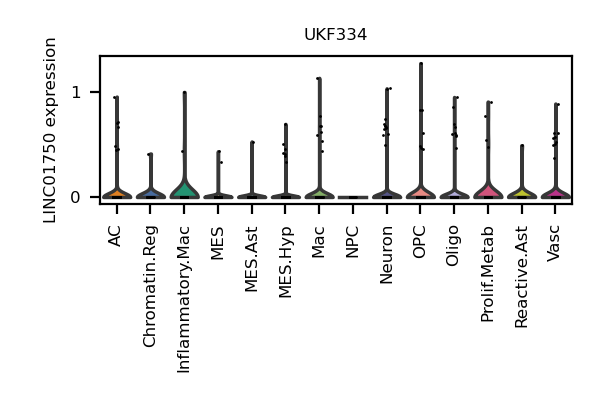 UKF334
LINC01750 expression
1
0
AC
Chromatin.Reg
Inflammatory.Mac
MES
MES.Ast
MES.Hyp
Mac
NPC
Neuron
OPC
Oligo
Prolif.Metab
Reactive.Ast
Vasc